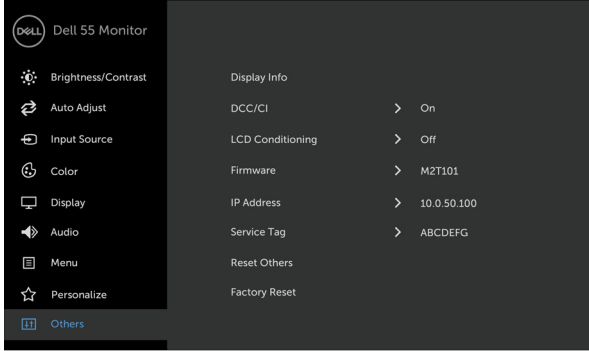 DELL Dell 55 Monitor
Brightness/Contrast
Auto Adjust
Input Source
Color
Display
Audio
Menu
Personalize
Others
Display Info
DCC/CI > On
LCD Conditioning > Off
Firmware > M2T101
IP Address > 10.0.50.100
Service Tag > ABCDEFG
Reset Others
Factory Reset